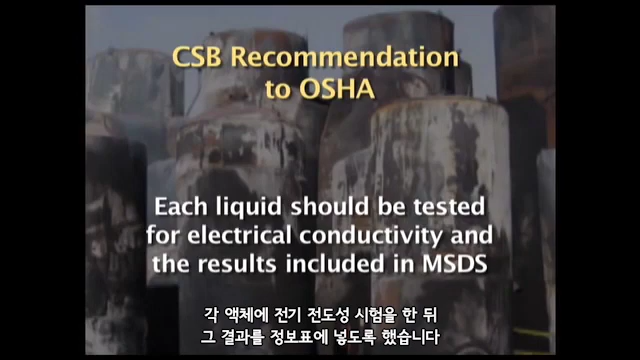 CSB Recommendation
to OSHA
Each liquid should be tested
for electrical conductivity and
the results included in MSDS
각 액체에 전기 전도성 시험을 한 뒤
그 결과를 정보표에 넣도록 했습니다